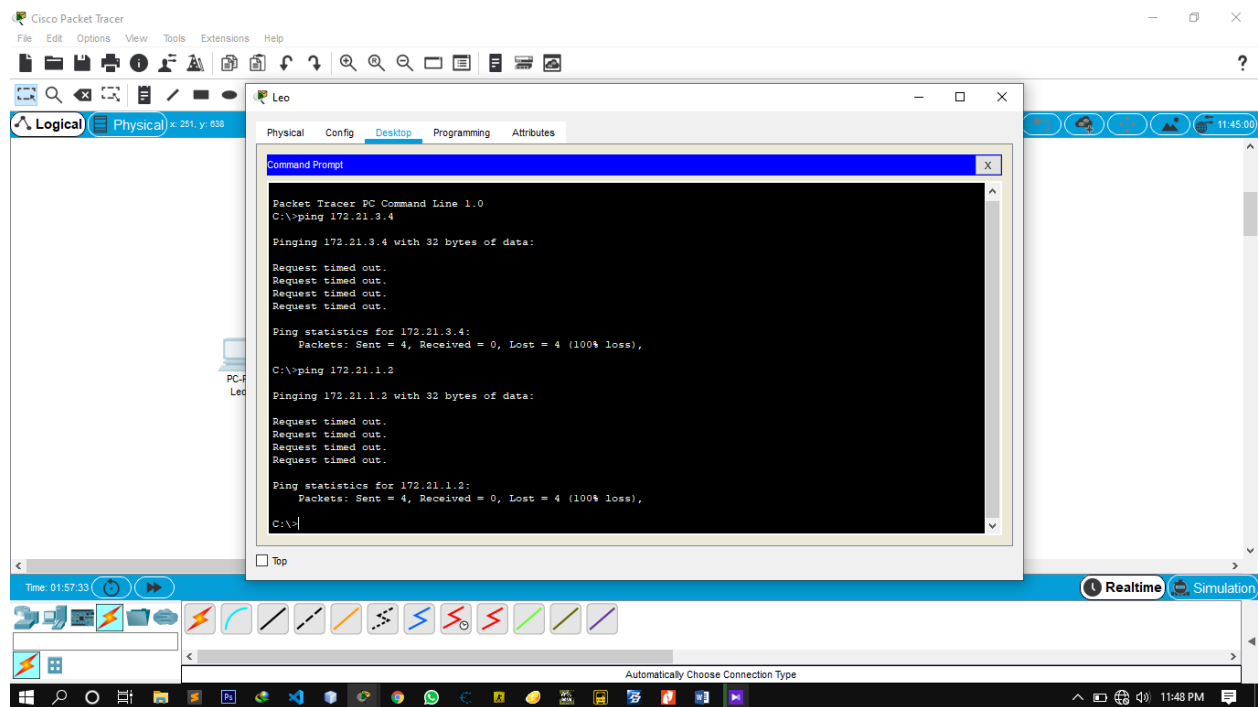 Cisco Packet Tracer
File Edit Options View Tools Extensions Help
?
Logical Physical x: 251, y: 638
11:45:00
Leo
Physical Config Desktop Programming Attributes
Command Prompt
X
Packet Tracer PC Command Line 1.0
C:\>ping 172.21.3.4
Pinging 172.21.3.4 with 32 bytes of data:
Request timed out.
Request timed out.
Request timed out.
Request timed out.
Ping statistics for 172.21.3.4:
Packets: Sent = 4, Received = 0, Lost = 4 (100% loss),
C:\>ping 172.21.1.2
Pinging 172.21.1.2 with 32 bytes of data:
Request timed out.
Request timed out.
Request timed out.
Request timed out.
Ping statistics for 172.21.1.2:
Packets: Sent = 4, Received = 0, Lost = 4 (100% loss),
C:\>
Top
PC-P
Leo
Time: 01:57:33
Realtime Simulation
Automatically Choose Connection Type
Ps
11:48 PM